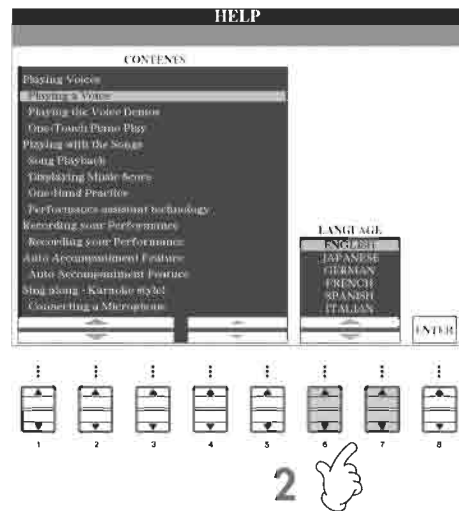 HELP
CONTENTS
Playing Voices
Playing a Voice
Playing the Voice Demos
One-Touch Piano Play
Playing with the Songs
Song Playback
Displaying Music Score
One-Hand Practice
Performance assistant technology
Recording your Performance
Recording your Performance
Auto Accompaniment Feature
Auto Accompaniment Feature
Sing along - Karaoke style!
Connecting a Microphone
LANGUAGE
ENGLISH
JAPANESE
GERMAN
FRENCH
SPANISH
ITALIAN
ENTER
1 2 3 4 5 6 7 8
2